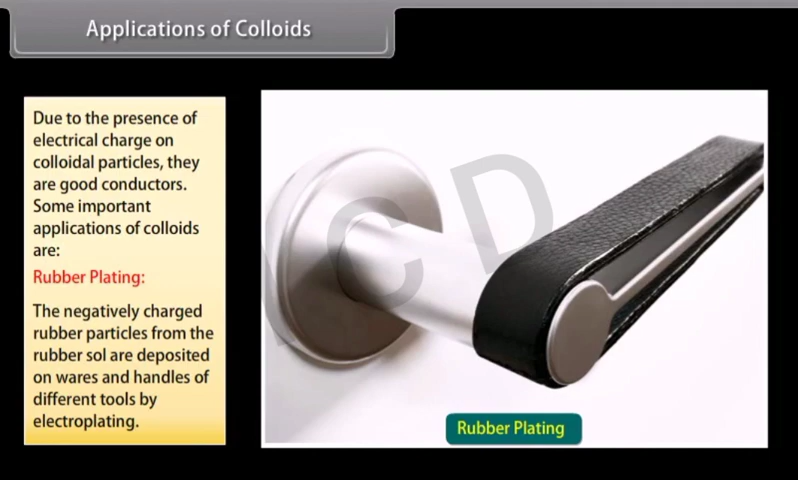 Applications of Colloids
Due to the presence of
electrical charge on
colloidal particles, they
are good conductors.
Some important
applications of colloids
are:
Rubber Plating:
The negatively charged
rubber particles from the
rubber sol are deposited
on wares and handles of
different tools by
electroplating.
C D
Rubber Plating